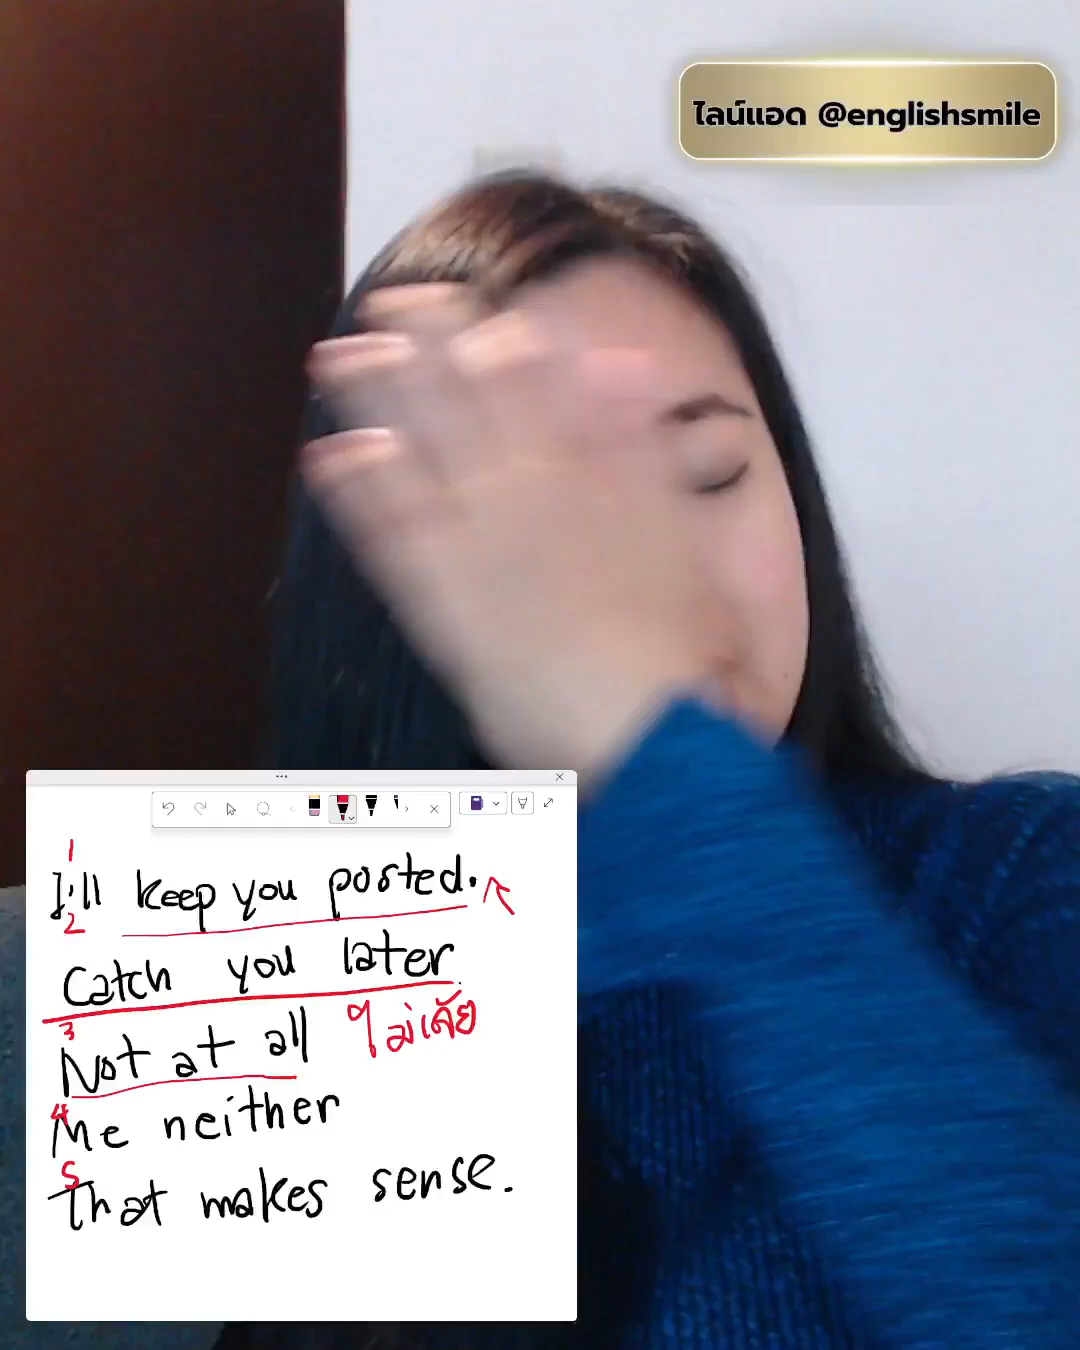 ไลน์แอด @englishsmile
1
I'll keep you posted.
2
Catch you later
3
Not at all ไม่เลย
4
Me neither
5
That makes sense.